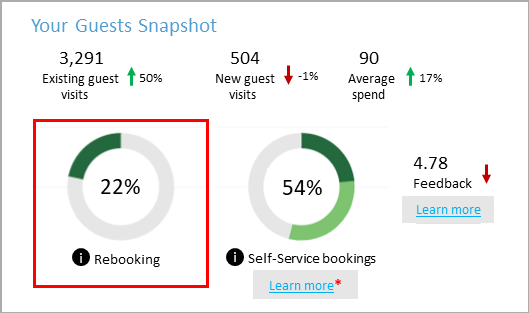 Your Guests Snapshot
3,291
Existing guest
visits
50%
504
New guest
visits
-1%
90
Average
spend
17%
22%
i Rebooking
54%
i Self-Service bookings
Learn more*
4.78
Feedback
Learn more